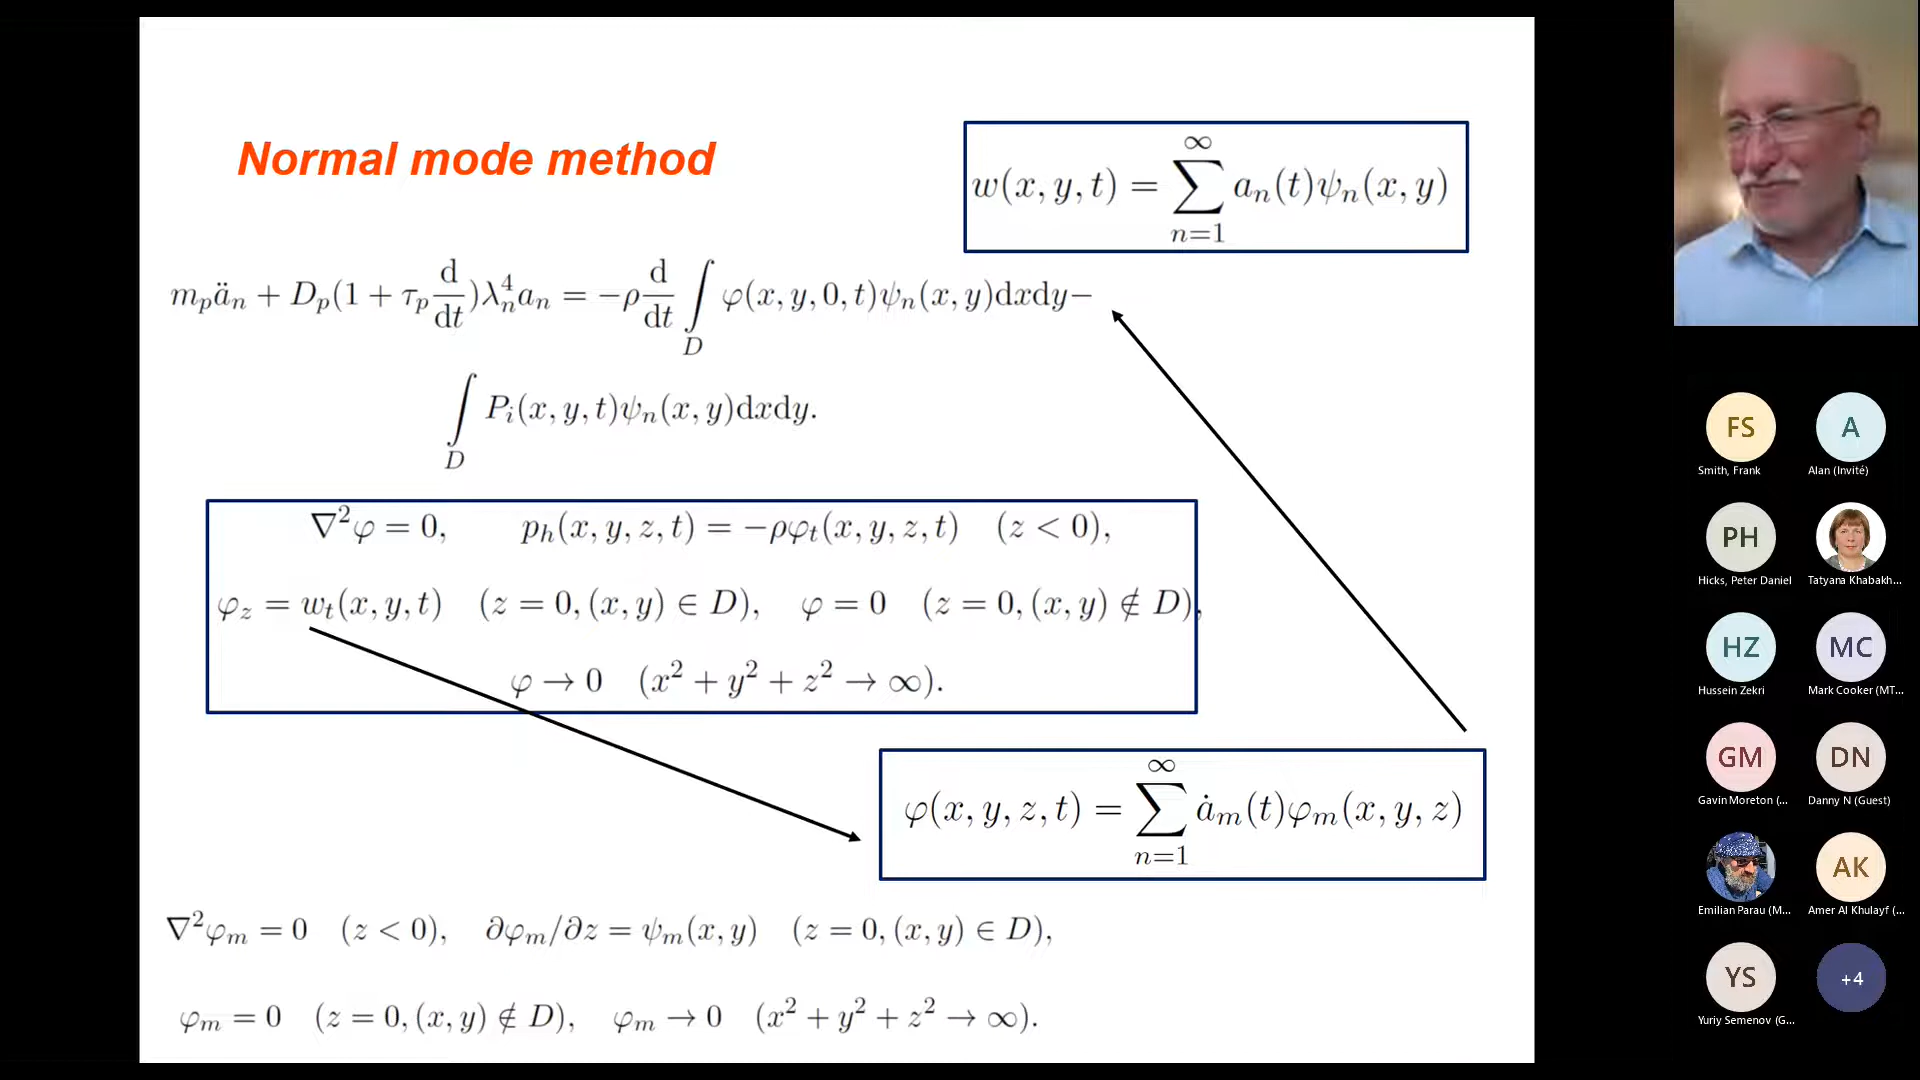 Normal mode method
w(x, y, t) = ∑_{n=1}^{∞} a_n(t)ψ_n(x, y)
m_p ä_n + D_p(1 + τ_p d/dt)λ_n^4 a_n = −ρ d/dt ∫_D φ(x, y, 0, t)ψ_n(x, y)dxdy−
∫_D P_i(x, y, t)ψ_n(x, y)dxdy.
∇²φ = 0, p_h(x, y, z, t) = −ρφ_t(x, y, z, t) (z < 0),
φ_z = w_t(x, y, t) (z = 0, (x, y) ∈ D), φ = 0 (z = 0, (x, y) ∉ D),
φ → 0 (x² + y² + z² → ∞).
φ(x, y, z, t) = ∑_{n=1}^{∞} ȧ_m(t)φ_m(x, y, z)
∇²φ_m = 0 (z < 0), ∂φ_m/∂z = ψ_m(x, y) (z = 0, (x, y) ∈ D),
φ_m = 0 (z = 0, (x, y) ∉ D), φ_m → 0 (x² + y² + z² → ∞).
FS A
Smith, Frank Alan (Invité)
PH
Hicks, Peter Daniel Tatyana Khabakh...
HZ MC
Hussein Zekri Mark Cooker (MT...
GM DN
Gavin Moreton (... Danny N (Guest)
AK
Emilian Parau (M... Amer Al Khulayf (...
YS +4
Yuriy Semenov (G...